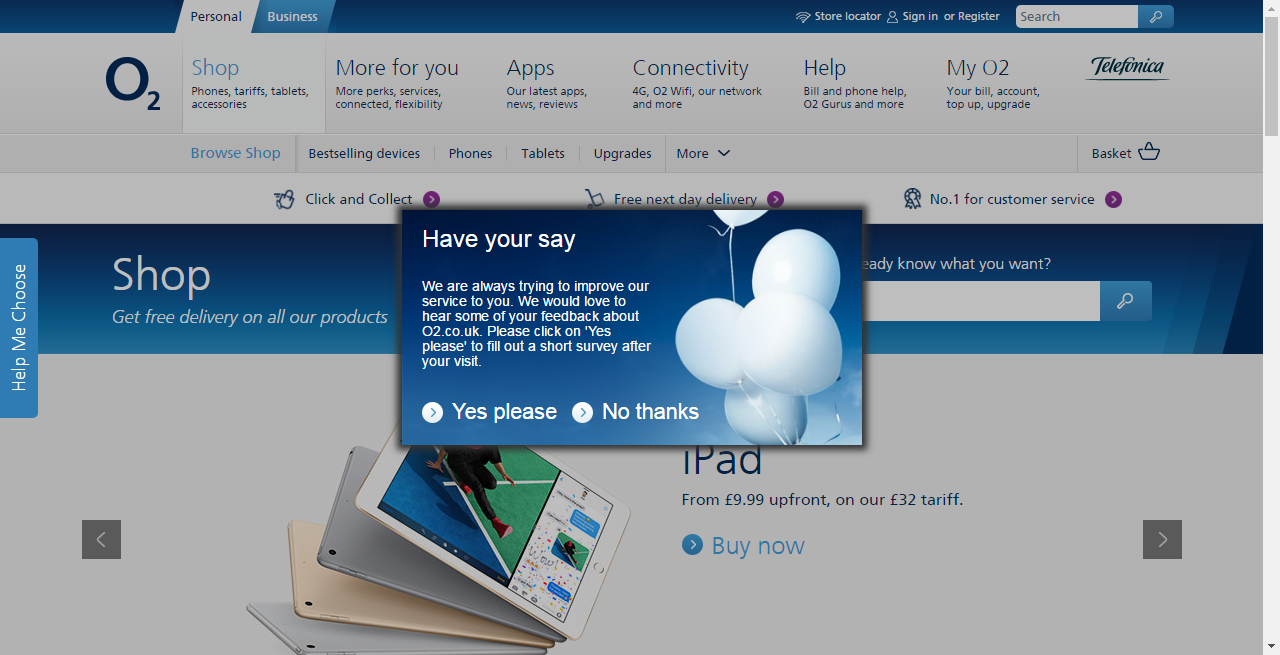 Personal
Business
Store locator
Sign in or Register
Search
O2
Shop
Phones, tariffs, tablets,
accessories
More for you
More perks, services,
connected, flexibility
Apps
Our latest apps,
news, reviews
Connectivity
4G, O2 Wifi, our network
and more
Help
Bill and phone help,
O2 Gurus and more
My O2
Your bill, account,
top up, upgrade
Telefónica
Browse Shop
Bestselling devices
Phones
Tablets
Upgrades
More
Basket
Click and Collect
Free next day delivery
No.1 for customer service
Help Me Choose
Shop
Get free delivery on all our products
know what you want?
Have your say
We are always trying to improve our
service to you. We would love to
hear some of your feedback about
O2.co.uk. Please click on 'Yes
please' to fill out a short survey after
your visit.
Yes please
No thanks
iPad
From £9.99 upfront, on our £32 tariff.
Buy now